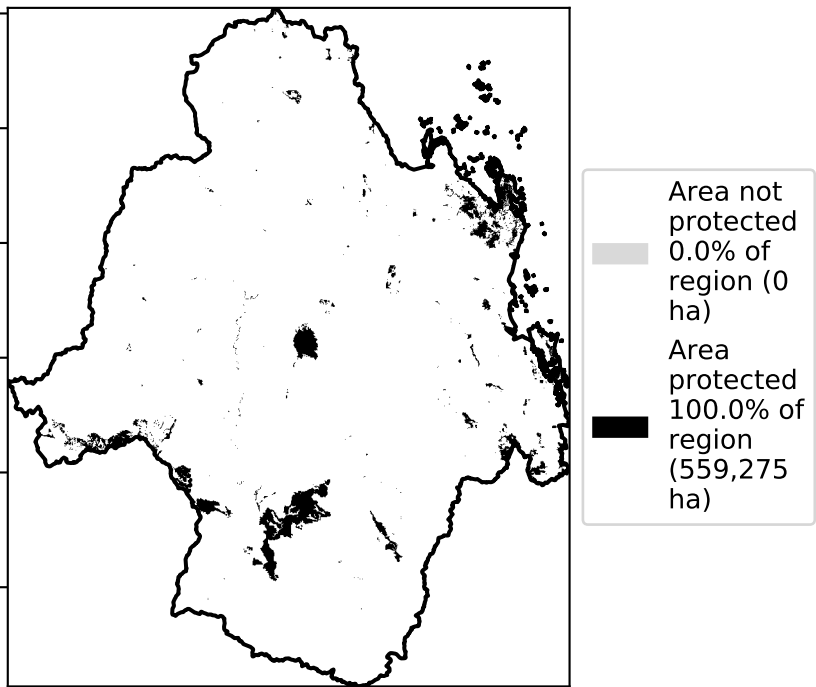 Area not
protected
0.0% of
region (0
ha)
Area
protected
100.0% of
region
(559,275
ha)